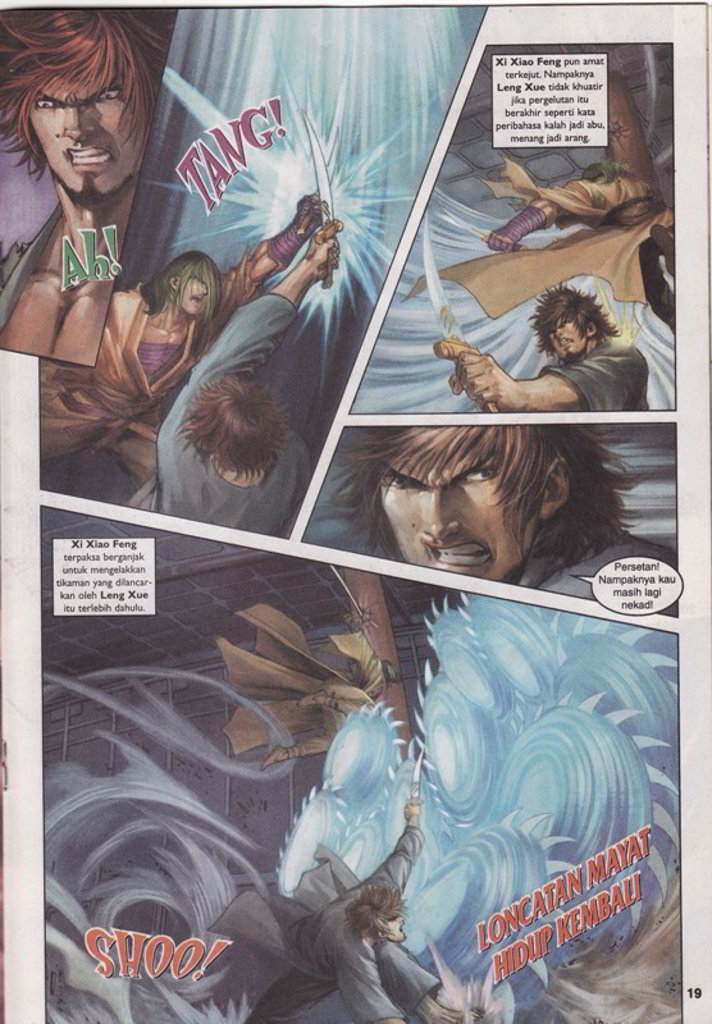 Ah!
TANG!
Xi Xiao Feng pun amat
terkejut. Nampaknya
Leng Xue tidak khuatir
jika pergelutan itu
berakhir seperti kata
peribahasa kalah jadi abu,
menang jadi arang.
Persetan!
Nampaknya kau
masih lagi
nekad!
Xi Xiao Feng
terpaksa berganjak
untuk mengelakkan
tikaman yang dilancar-
kan oleh Leng Xue
itu terlebih dahulu.
SHOO!
LONCATAN MAYAT
HIDUP KEMBALI
19